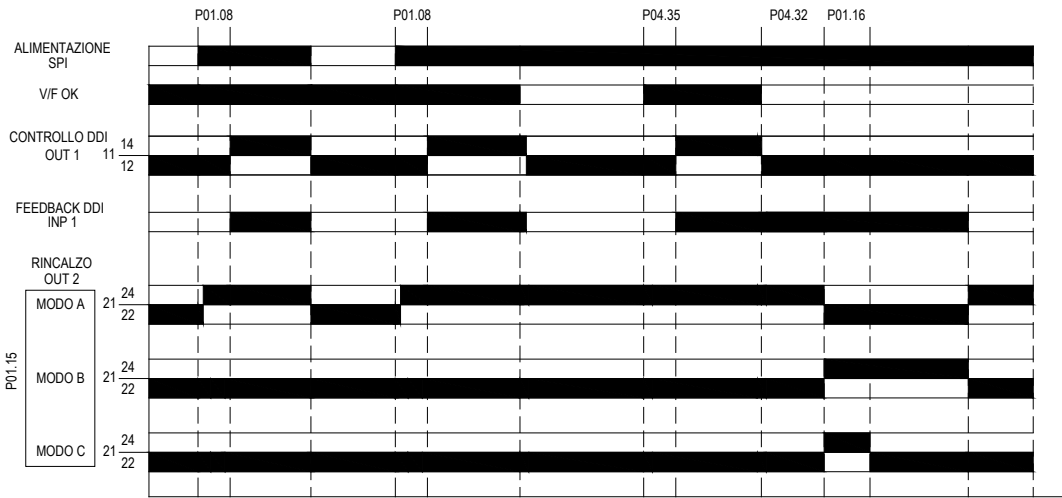 P01.08 P01.08 P04.35 P04.32 P01.16
ALIMENTAZIONE
SPI
V/F OK
CONTROLLO DDI
OUT 1
11
14
12
FEEDBACK DDI
INP 1
RINCALZO
OUT 2
P01.15
MODO A
21
24
22
MODO B
21
24
22
MODO C
21
24
22